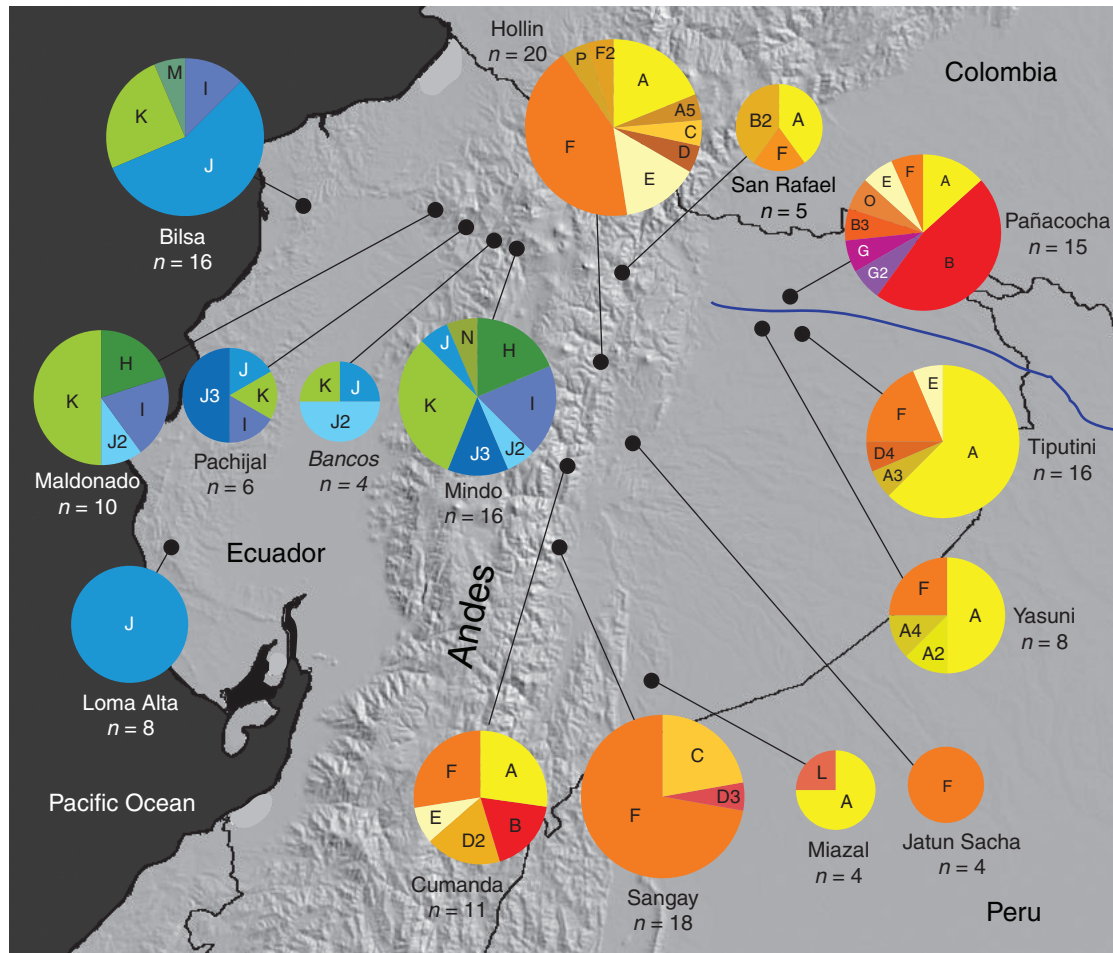 Hollin
n = 20
Colombia
M
I
K
J
Bilsa
n = 16
P
F2
A
A5
C
D
E
F
B2
A
F
San Rafael
n = 5
E
F
A
O
B3
G
G2
B
Pañacocha
n = 15
H
K
I
J2
Maldonado
n = 10
J
J3
K
I
Pachijal
n = 6
K
J
J2
Bancos
n = 4
J
N
H
K
I
J3
J2
Mindo
n = 16
E
F
D4
A3
A
Tiputini
n = 16
Ecuador
Andes
F
A
A4
A2
Yasuni
n = 8
J
Loma Alta
n = 8
Pacific Ocean
F
A
E
B
D2
Cumanda
n = 11
C
D3
F
Sangay
n = 18
L
A
Miazal
n = 4
F
Jatun Sacha
n = 4
Peru